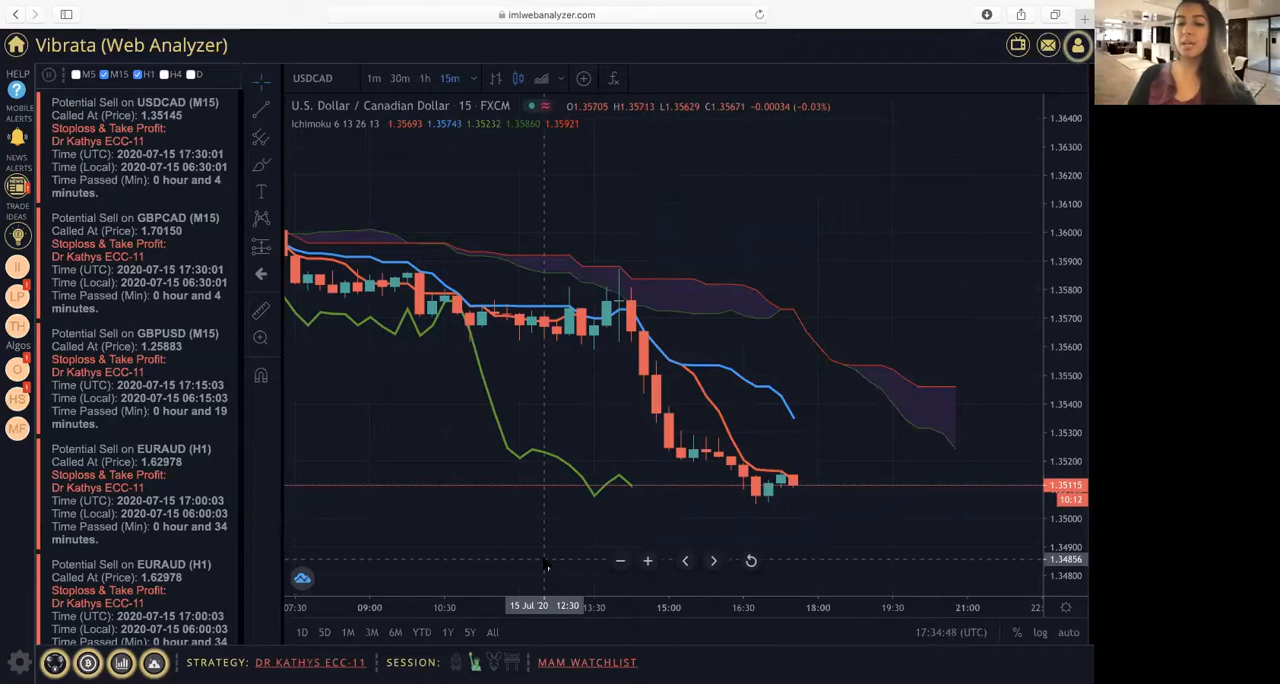 imlwebanalyzer.com
Vibrata (Web Analyzer)
HELP
M5 M15 H1 H4 D
MOBILE
ALERTS
NEWS
ALERTS
TRADE
IDEAS
II
LP
TH
Algos
O
HS
MF
Potential Sell on USDCAD (M15)
Called At (Price): 1.35145
Stoploss & Take Profit:
Dr Kathys ECC-11
Time (UTC): 2020-07-15 17:30:01
Time (Local): 2020-07-15 06:30:01
Time Passed (Min): 0 hour and 4
minutes.
Potential Sell on GBPCAD (M15)
Called At (Price): 1.70150
Stoploss & Take Profit:
Dr Kathys ECC-11
Time (UTC): 2020-07-15 17:30:01
Time (Local): 2020-07-15 06:30:01
Time Passed (Min): 0 hour and 4
minutes.
Potential Sell on GBPUSD (M15)
Called At (Price): 1.25883
Stoploss & Take Profit:
Dr Kathys ECC-11
Time (UTC): 2020-07-15 17:15:03
Time (Local): 2020-07-15 06:15:03
Time Passed (Min): 0 hour and 19
minutes.
Potential Sell on EURAUD (H1)
Called At (Price): 1.62978
Stoploss & Take Profit:
Dr Kathys ECC-11
Time (UTC): 2020-07-15 17:00:03
Time (Local): 2020-07-15 06:00:03
Time Passed (Min): 0 hour and 34
minutes.
Potential Sell on EURAUD (H1)
Called At (Price): 1.62978
Stoploss & Take Profit:
Dr Kathys ECC-11
Time (UTC): 2020-07-15 17:00:03
Time (Local): 2020-07-15 06:00:03
Time Passed (Min): 0 hour and 34
USDCAD 1m 30m 1h 15m
U.S. Dollar / Canadian Dollar · 15 · FXCM O1.35705 H1.35713 L1.35629 C1.35671 -0.00034 (-0.03%)
Ichimoku 6 13 26 13 1.35693 1.35743 1.35232 1.35860 1.35921
1.36400
1.36300
1.36200
1.36100
1.36000
1.35900
1.35800
1.35700
1.35600
1.35500
1.35400
1.35300
1.35200
1.35115
10:12
1.35000
1.34900
1.34856
1.34800
07:30 09:00 10:30 15 Jul '20 12:30 13:30 15:00 16:30 18:00 19:30 21:00 22:
1D 5D 1M 3M 6M YTD 1Y 5Y All 17:34:48 (UTC) % log auto
STRATEGY: DR KATHYS ECC-11 SESSION: MAM WATCHLIST